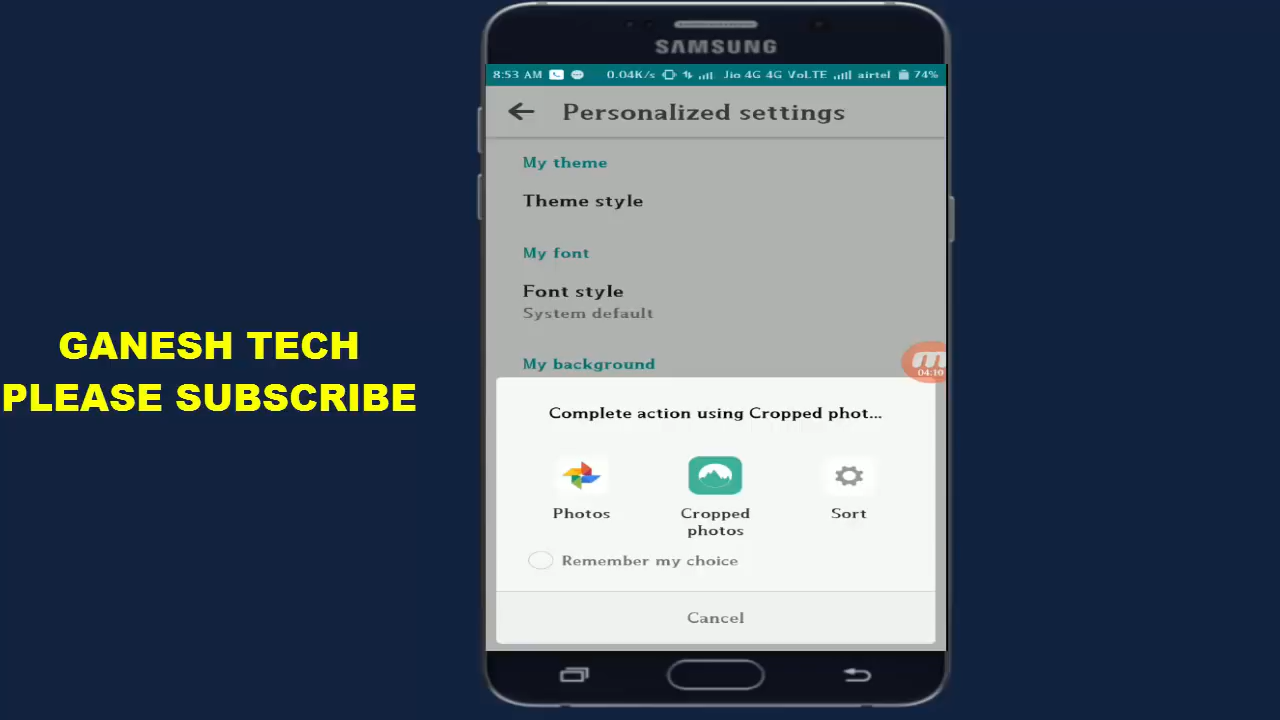 SAMSUNG
8:53 AM 0.04K/s Jio 4G 4G VoLTE airtel 74%
Personalized settings
My theme
Theme style
My font
Font style
System default
My background
04:10
Complete action using Cropped phot...
Photos
Cropped photos
Sort
Remember my choice
Cancel
GANESH TECH
PLEASE SUBSCRIBE